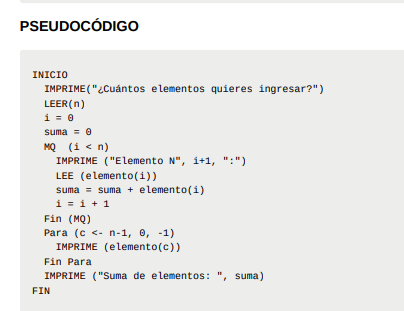 PSEUDOCÓDIGO
INICIO
IMPRIME("¿Cuántos elementos quieres ingresar?")
LEER(n)
i = 0
suma = 0
MQ (i < n)
IMPRIME ("Elemento N", i+1, ":")
LEE (elemento(i))
suma = suma + elemento(i)
i = i + 1
Fin (MQ)
Para (c <- n-1, 0, -1)
IMPRIME (elemento(c))
Fin Para
IMPRIME ("Suma de elementos: ", suma)
FIN